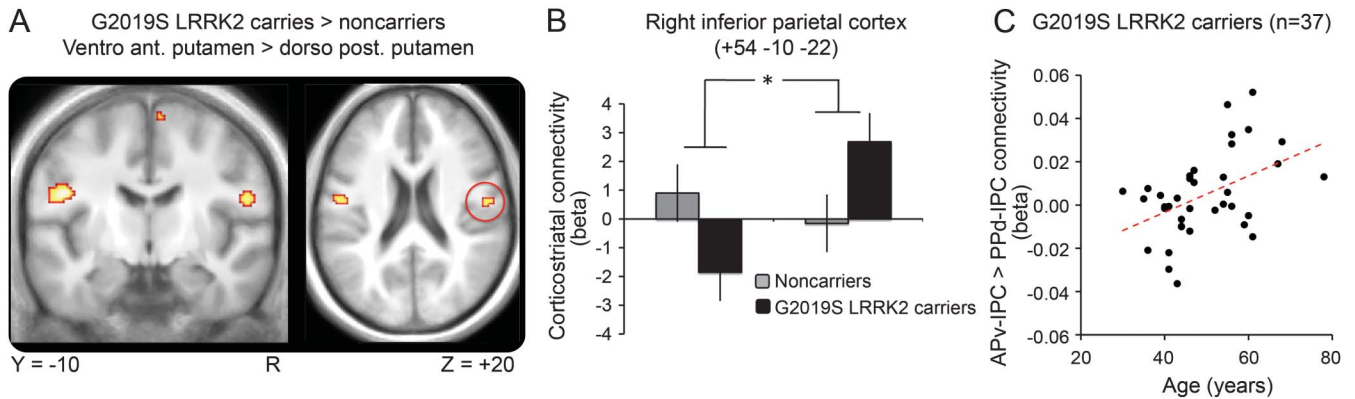 A
G2019S LRRK2 carries > noncarriers
Ventro ant. putamen > dorso post. putamen
Y = -10
R
Z = +20
B
Right inferior parietal cortex
(+54 -10 -22)
*
Corticostriatal connectivity
(beta)
4
3
2
1
0
-1
-2
-3
-4
Noncarriers
G2019S LRRK2 carriers
C
G2019S LRRK2 carriers (n=37)
APv-IPC > PPd-IPC connectivity
(beta)
0.06
0.04
0.02
0.00
-0.02
-0.04
-0.06
20
40
60
80
Age (years)